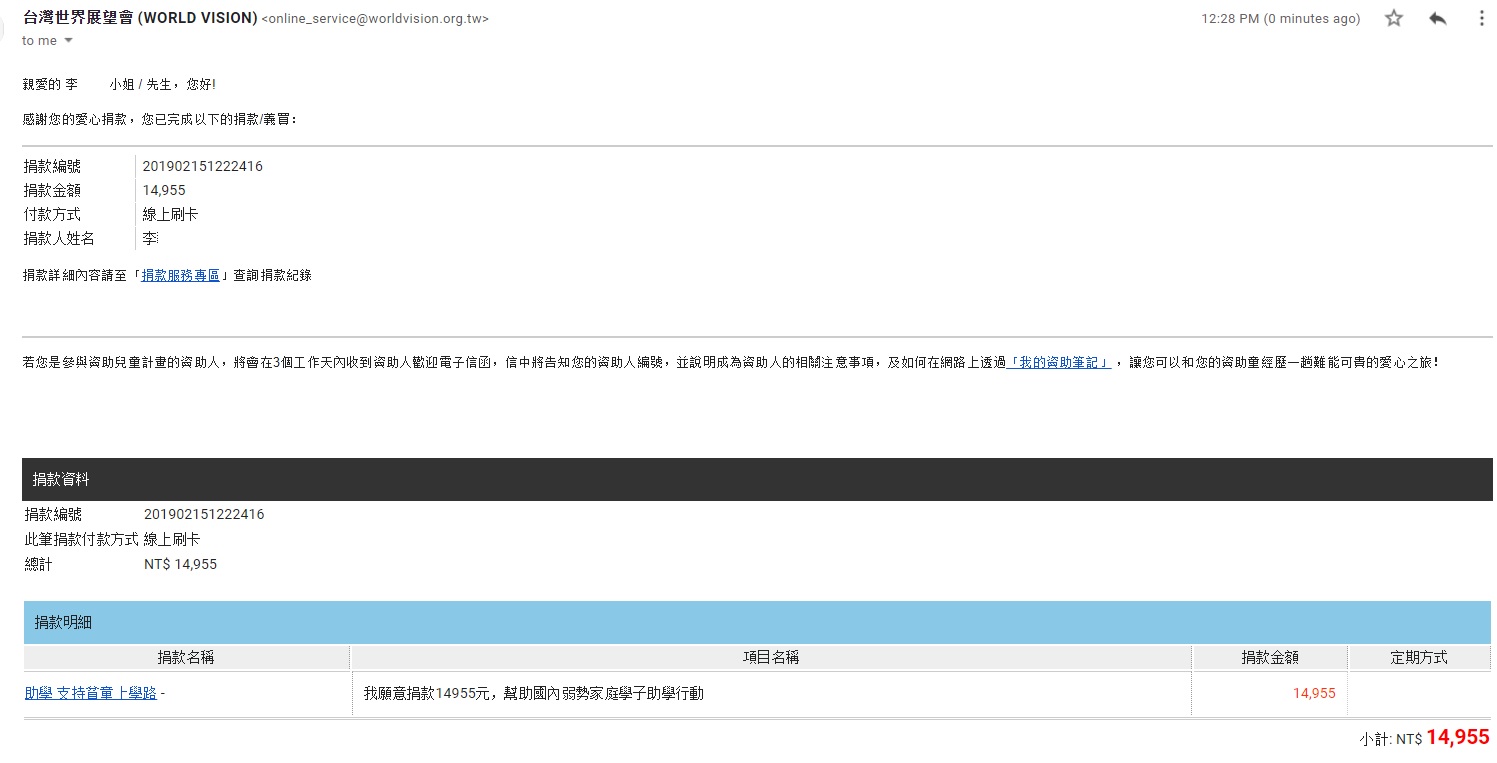 台灣世界展望會 (WORLD VISION) <online_service@worldvision.org.tw>
12:28 PM (0 minutes ago)
to me
親愛的 李 小姐 / 先生，您好!
感謝您的愛心捐款，您已完成以下的捐款/義買：
捐款編號 201902151222416
捐款金額 14,955
付款方式 線上刷卡
捐款人姓名 李
捐款詳細內容請至「捐款服務專區」查詢捐款紀錄
若您是參與資助兒童計畫的資助人，將會在3個工作天內收到資助人歡迎電子信函，信中將告知您的資助人編號，並說明成為資助人的相關注意事項，及如何在網路上透過「我的資助筆記」，讓您可以和您的資助童經歷一趟難能可貴的愛心之旅！
捐款資料
捐款編號 201902151222416
此筆捐款付款方式 線上刷卡
總計 NT$ 14,955
捐款明細
捐款名稱 項目名稱 捐款金額 定期方式
助學 支持貧童上學路 - 我願意捐款14955元，幫助國內弱勢家庭學子助學行動 14,955
小計: NT$ 14,955